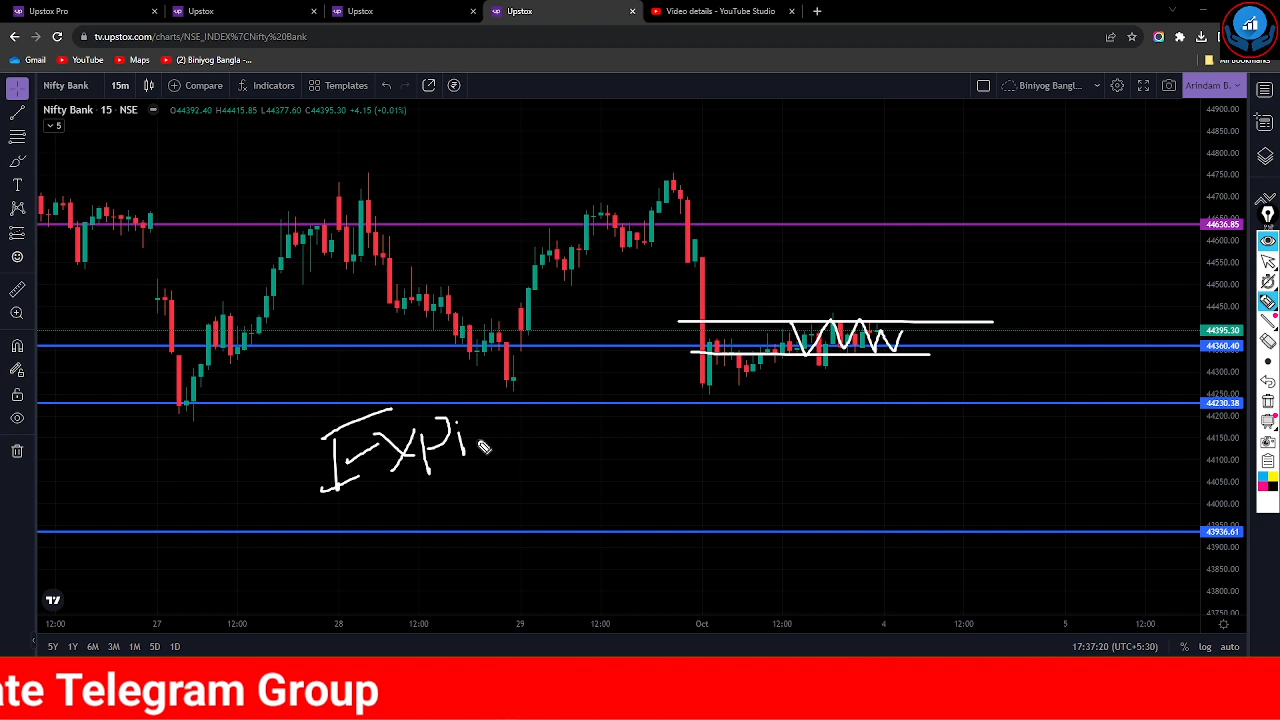 Upstox Pro
Upstox
Upstox
Upstox
Video details - YouTube Studio
tv.upstox.com/charts/NSE_INDEX%7CNifty%20Bank
Gmail
YouTube
Maps
(2) Biniyog Bangla -...
All Bookmarks
Nifty Bank
15m
Compare
Indicators
Templates
Biniyog Bangl...
Arindam B.
Nifty Bank · 15 · NSE
O44392.40 H44415.85 L44377.60 C44395.30 +4.15 (+0.01%)
5
44900.00
44850.00
44800.00
44750.00
44700.00
44636.85
44600.00
44550.00
44500.00
44450.00
44395.30
44360.40
44300.00
44250.00
44230.38
44200.00
44150.00
44100.00
44050.00
44000.00
43936.61
43900.00
43850.00
43800.00
43750.00
ExPi
12:00
27
12:00
28
12:00
29
12:00
Oct
12:00
4
12:00
5
12:00
5Y
1Y
6M
3M
1M
5D
1D
17:37:20 (UTC+5:30)
%
log
auto
ate Telegram Group